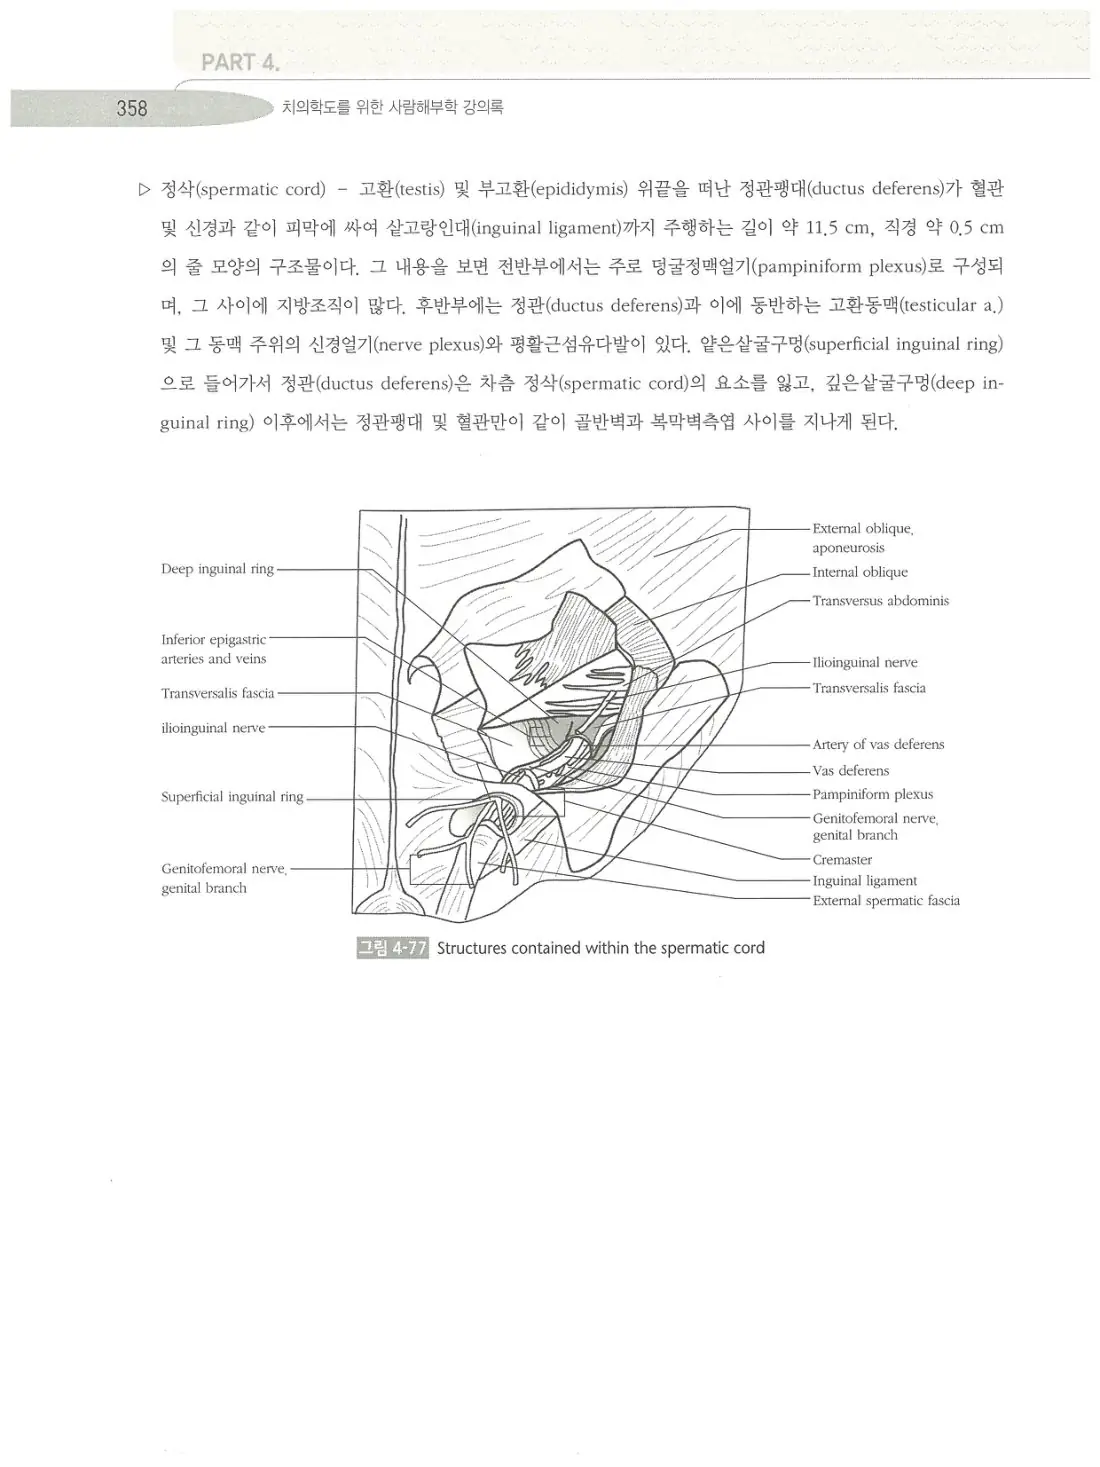 PART 4.
358
치의학도를 위한 사람해부학 강의록
▷ 정삭(spermatic cord) - 고환(testis) 및 부고환(epididymis) 위끝을 떠난 정관팽대(ductus deferens)가 혈관
및 신경과 같이 피막에 싸여 샅고랑인대(inguinal ligament)까지 주행하는 길이 약 11.5 cm, 직경 약 0.5 cm
의 줄 모양의 구조물이다. 그 내용을 보면 전반부에서는 주로 덩굴정맥얼기(pampiniform plexus)로 구성되
며, 그 사이에 지방조직이 많다. 후반부에는 정관(ductus deferens)과 이에 동반하는 고환동맥(testicular a.)
및 그 동맥 주위의 신경얼기(nerve plexus)와 평활근섬유다발이 있다. 얕은샅굴구멍(superficial inguinal ring)
으로 들어가서 정관(ductus deferens)은 차츰 정삭(spermatic cord)의 요소를 잃고, 깊은샅굴구멍(deep in-
guinal ring) 이후에서는 정관팽대 및 혈관만이 같이 골반벽과 복막벽측엽 사이를 지나게 된다.
Deep inguinal ring
Inferior epigastric
arteries and veins
Transversalis fascia
ilioinguinal nerve
Superficial inguinal ring
Genitofemoral nerve,
genital branch
External oblique,
aponeurosis
Internal oblique
Transversus abdominis
Ilioinguinal nerve
Transversalis fascia
Artery of vas deferens
Vas deferens
Pampiniform plexus
Genitofemoral nerve,
genital branch
Cremaster
Inguinal ligament
External spermatic fascia
그림 4-77 Structures contained within the spermatic cord